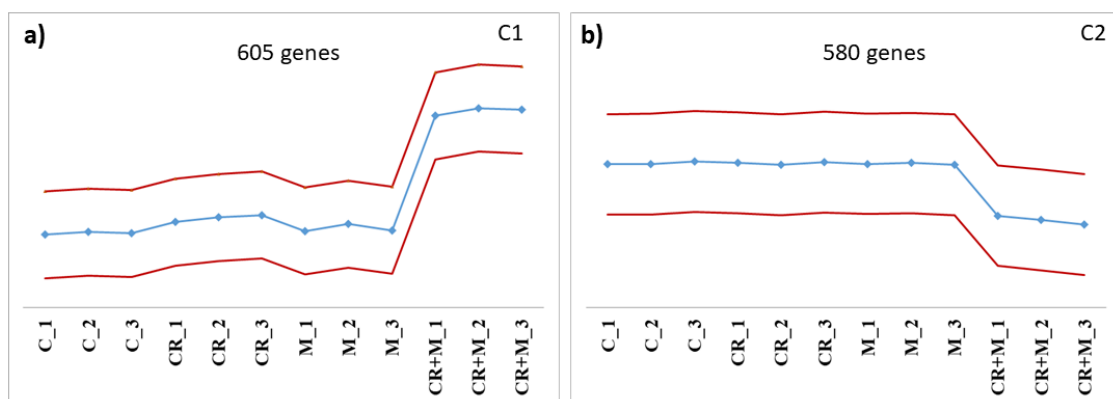 a)
605 genes
C1
C_1
C_2
C_3
CR_1
CR_2
CR_3
M_1
M_2
M_3
CR+M_1
CR+M_2
CR+M_3
b)
580 genes
C2
C_1
C_2
C_3
CR_1
CR_2
CR_3
M_1
M_2
M_3
CR+M_1
CR+M_2
CR+M_3